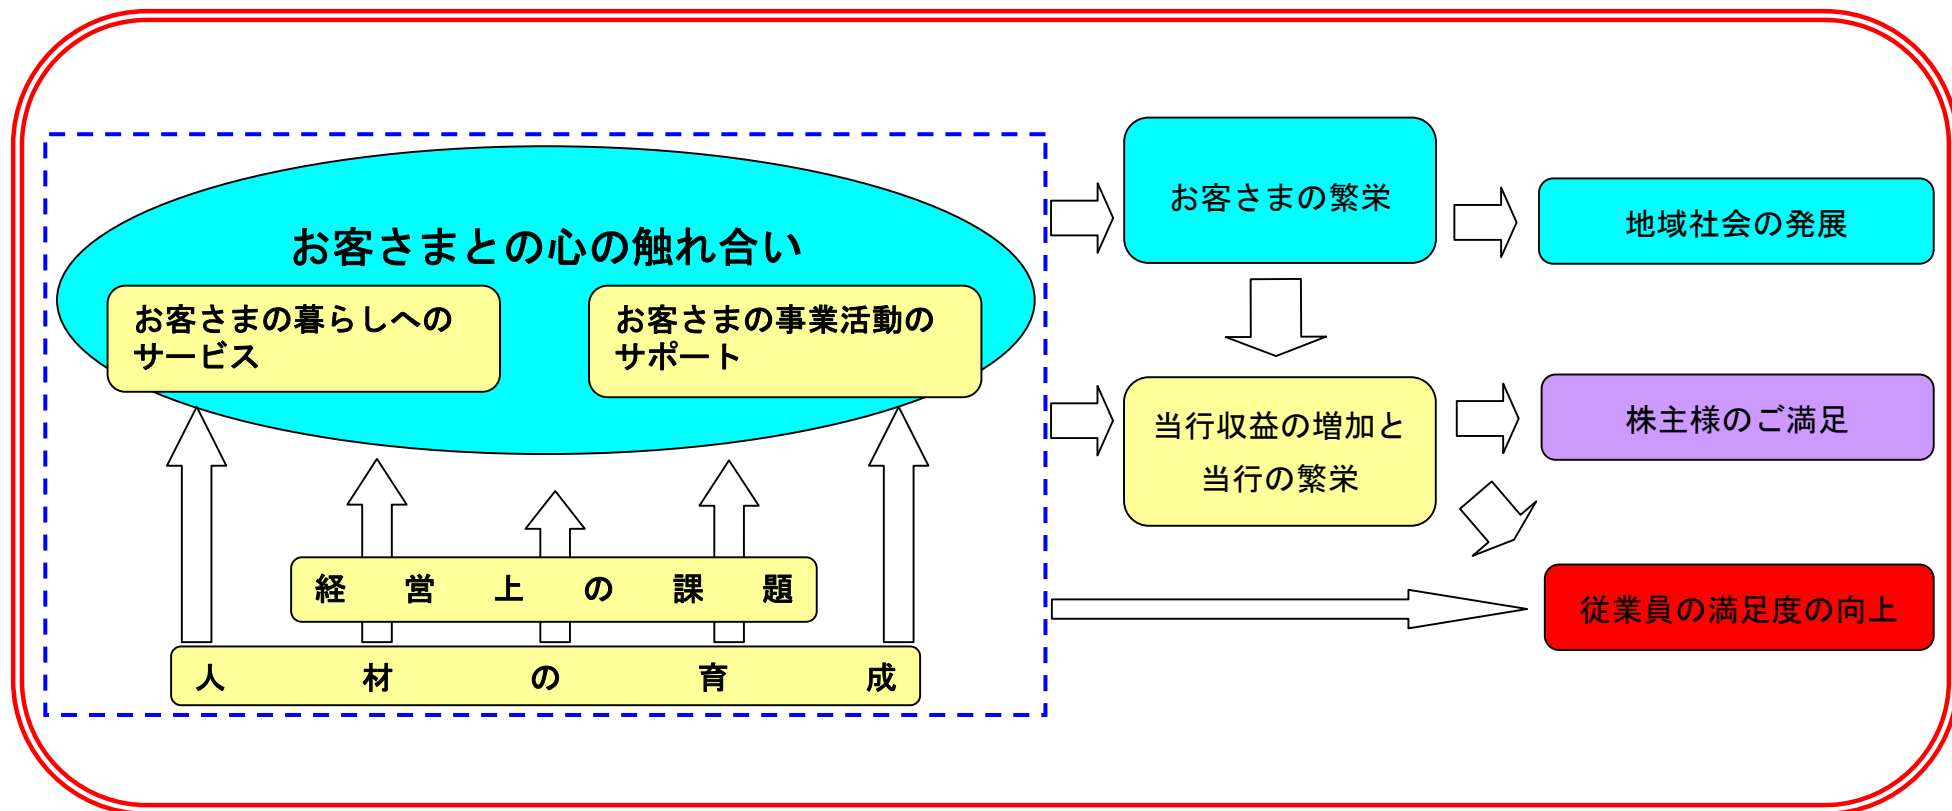 お客さまとの心の触れ合い
お客さまの暮らしへの
サービス
お客さまの事業活動の
サポート
経営上の課題
人材の育成
お客さまの繁栄
地域社会の発展
当行収益の増加と
当行の繁栄
株主様のご満足
従業員の満足度の向上